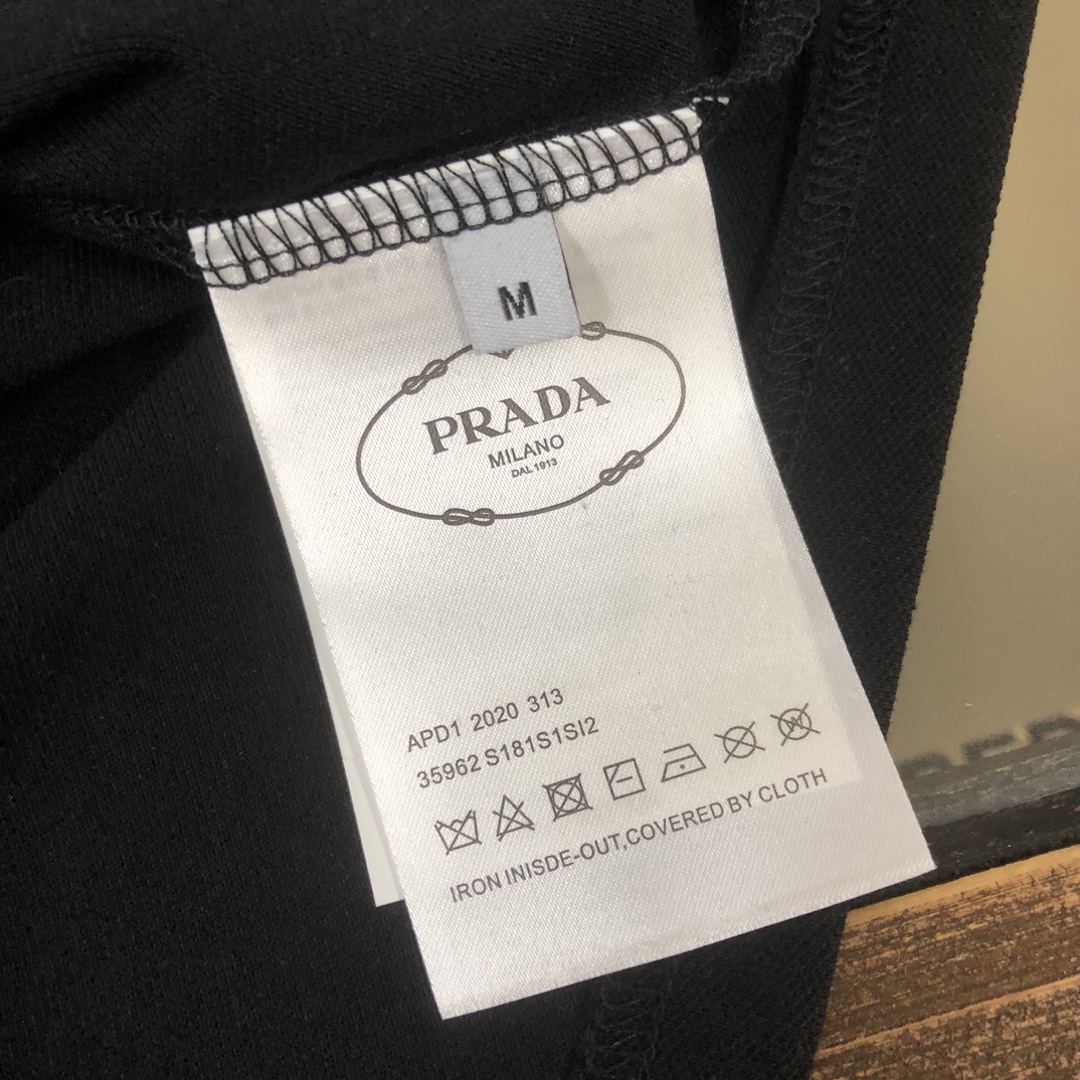 M
PRADA
MILANO
DAL 1913
APD1 2020 313
35962 S181S1SI2
IRON INISDE-OUT,COVERED BY CLOTH